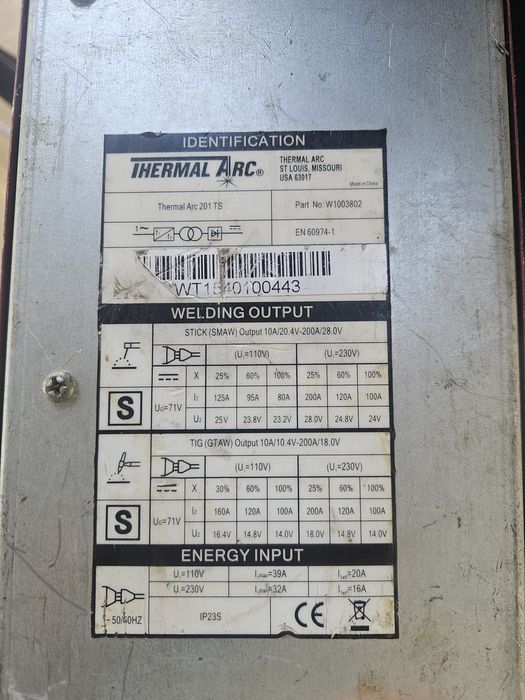 IDENTIFICATION
THERMAL ARC®
THERMAL ARC
ST LOUIS, MISSOURI
USA 63017
Made in China
Thermal Arc 201 TS
Part No: W1003802
1~
EN 60974-1
WT1540100443
WELDING OUTPUT
STICK (SMAW) Output 10A/20.4V-200A/28.0V
(U₁=110V) (U₁=230V)
X 25% 60% 100% 25% 60% 100%
S U₀=71V I₂ 125A 95A 80A 200A 120A 100A
U₂ 25V 23.8V 23.2V 28.0V 24.8V 24V
TIG (GTAW) Output 10A/10.4V-200A/18.0V
(U₁=110V) (U₁=230V)
X 30% 60% 100% 25% 60% 100%
S U₀=71V I₂ 160A 120A 100A 200A 120A 100A
U₂ 16.4V 14.8V 14.0V 18.0V 14.8V 14.0V
ENERGY INPUT
U₁=110V I₁max=39A I₁eff=20A
U₁=230V I₁max=32A I₁eff=16A
~50/60HZ
IP23S
CE